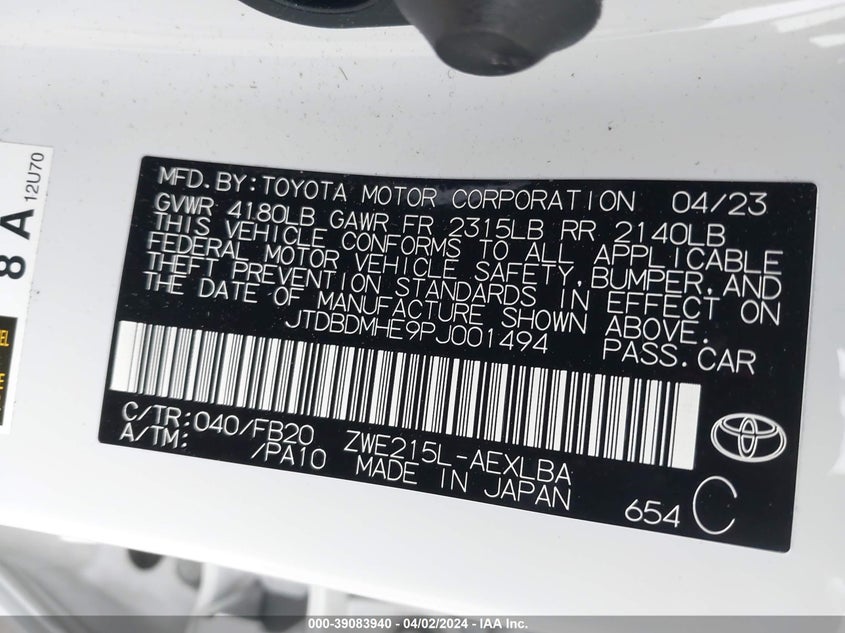 MFD.BY:TOYOTA MOTOR CORPORATION 04/23
GVWR 4180LB GAWR FR 2315LB RR 2140LB
THIS VEHICLE CONFORMS TO ALL APPLICABLE
FEDERAL MOTOR VEHICLE SAFETY,BUMPER,AND
THEFT PREVENTION STANDARDS IN EFFECT ON
THE DATE OF MANUFACTURE SHOWN ABOVE.
JTDBDMHE9PJ001494 PASS.CAR
C/TR:040/FB20 ZWE215L-AEXLBA
A/TM: /PA10 MADE IN JAPAN
654 C
8 A
12U70
000-39083940 - 04/02/2024 - IAA Inc.